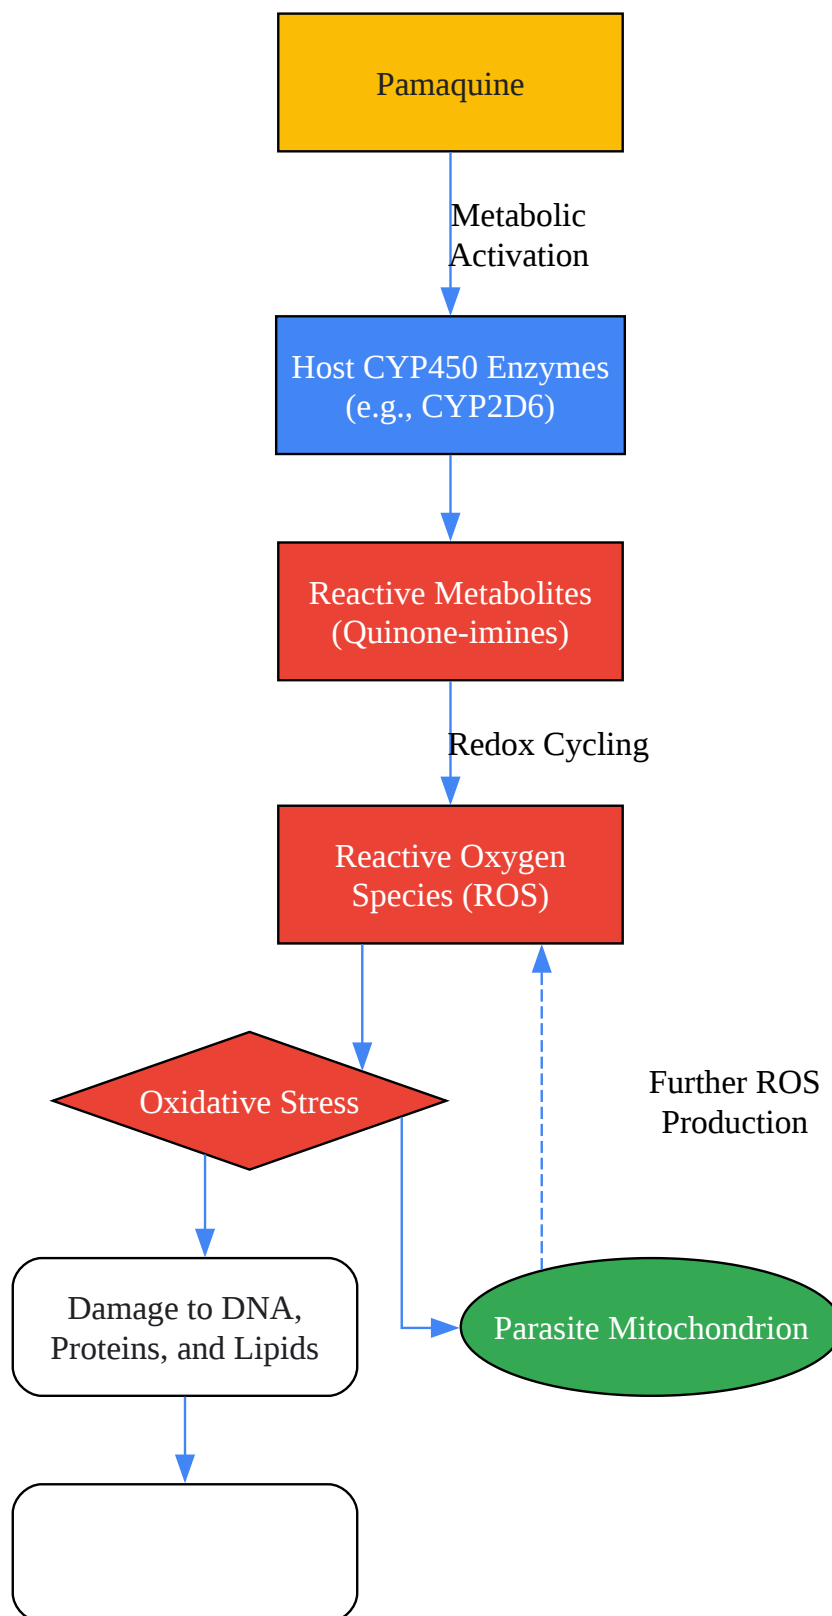 Pamaquine
Metabolic
Activation
Host CYP450 Enzymes
(e.g., CYP2D6)
Reactive Metabolites
(Quinone-imines)
Redox Cycling
Reactive Oxygen
Species (ROS)
Oxidative Stress
Further ROS
Production
Damage to DNA,
Proteins, and Lipids
Parasite Mitochondrion